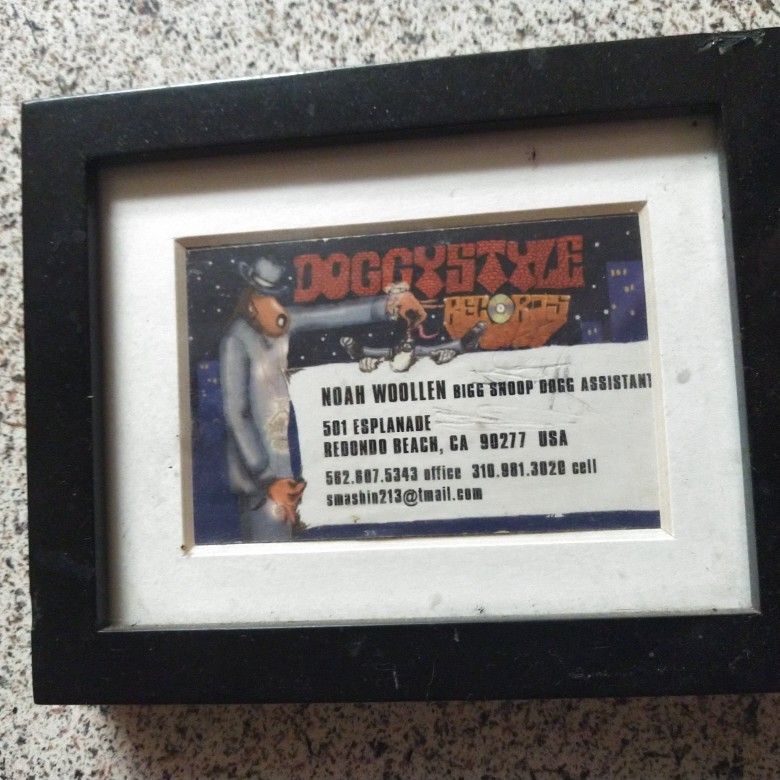 DOGGYSTYLE
RECORDS
NOAH WOOLLEN BIGG SNOOP DOGG ASSISTANT
501 ESPLANADE
REDONDO BEACH, CA 90277 USA
562.607.5343 office 310.981.3020 cell
smashin213@tmail.com